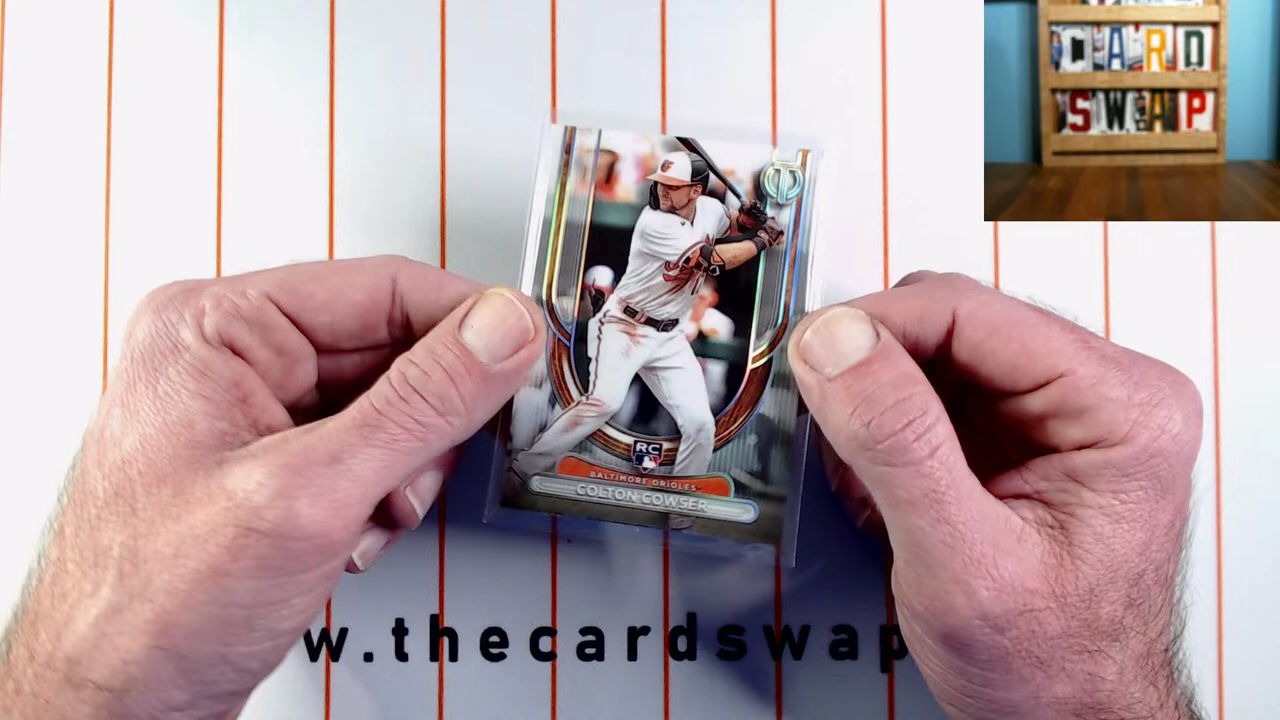 CARD
SWAP
RC
BALTIMORE ORIOLES
COLTON COWSER
w.thecardswap